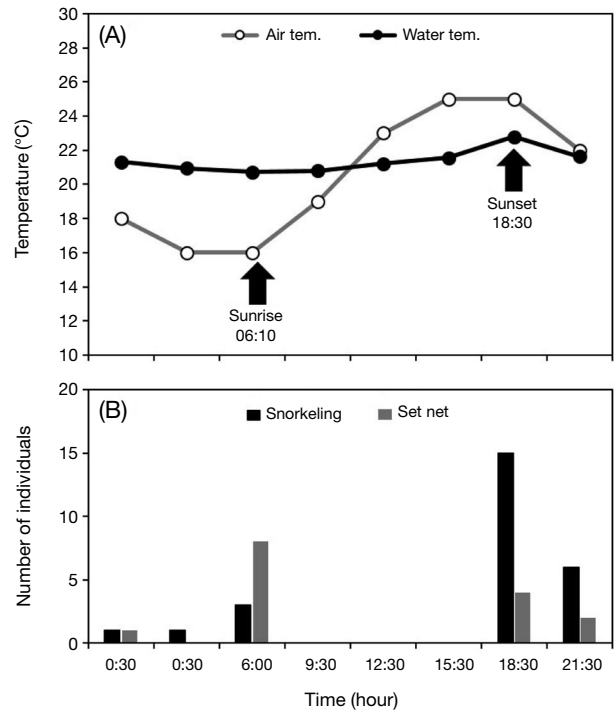 (A)
Air tem.
Water tem.
30
28
26
24
22
20
18
16
14
12
10
Temperature (°C)
Sunrise
06:10
Sunset
18:30
(B)
Snorkeling
Set net
20
15
10
5
0
Number of individuals
0:30
0:30
6:00
9:30
12:30
15:30
18:30
21:30
Time (hour)